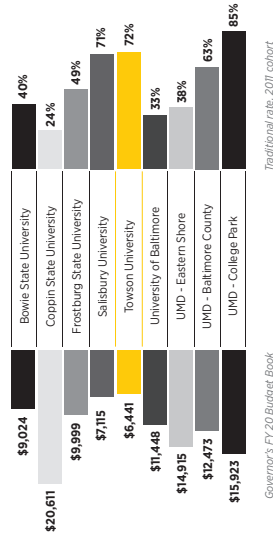 40%
24%
49%
71%
72%
33%
38%
63%
85%
Traditional rate, 2011 cohort
Bowie State University
Coppin State University
Frostburg State University
Salisbury University
Towson University
University of Baltimore
UMD - Eastern Shore
UMD - Baltimore County
UMD - College Park
$9,024
$20,611
$9,999
$7,115
$6,441
$11,448
$14,915
$12,473
$15,923
Governor's FY 20 Budget Book